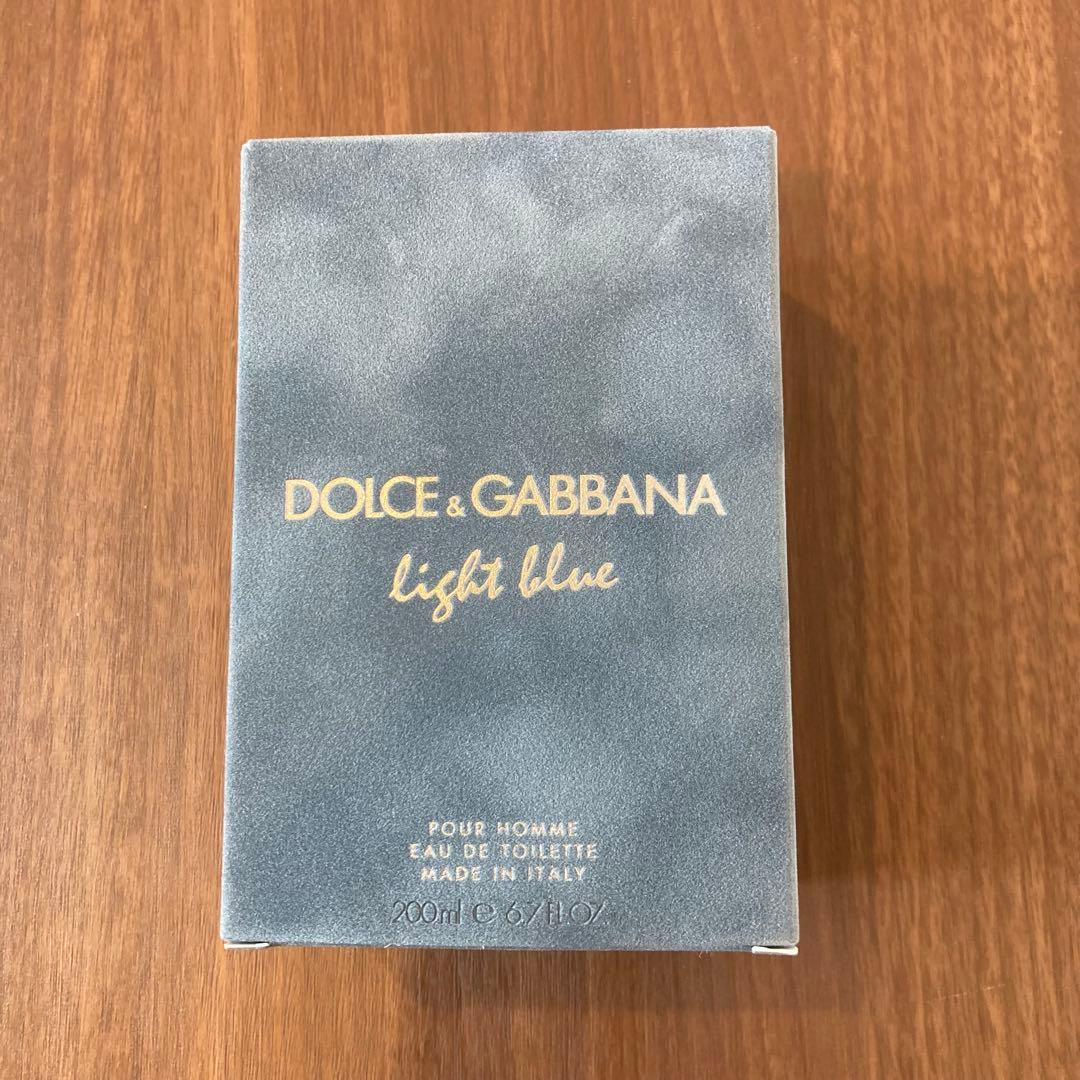 DOLCE & GABBANA
light blue
POUR HOMME
EAU DE TOILETTE
MADE IN ITALY
200ml e 6.7 Fl.Oz